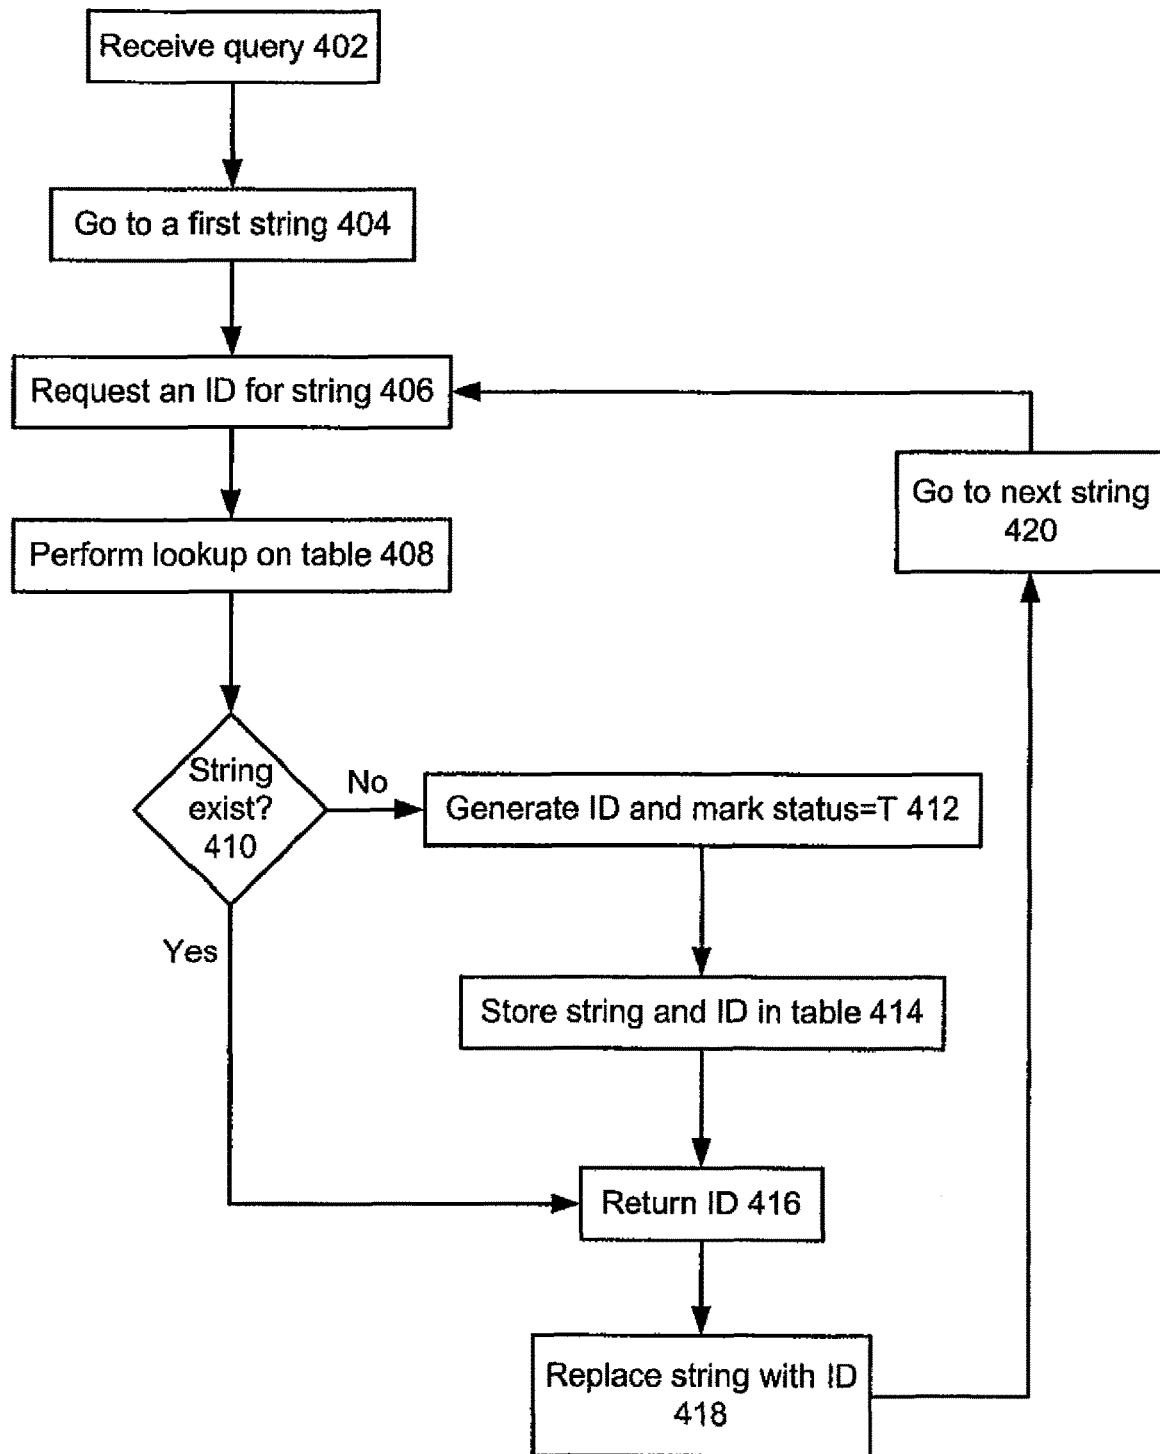 Receive query 402
Go to a first string 404
Request an ID for string 406
Go to next string
420
Perform lookup on table 408
String
exist?
410
No
Generate ID and mark status=T 412
Yes
Store string and ID in table 414
Return ID 416
Replace string with ID
418